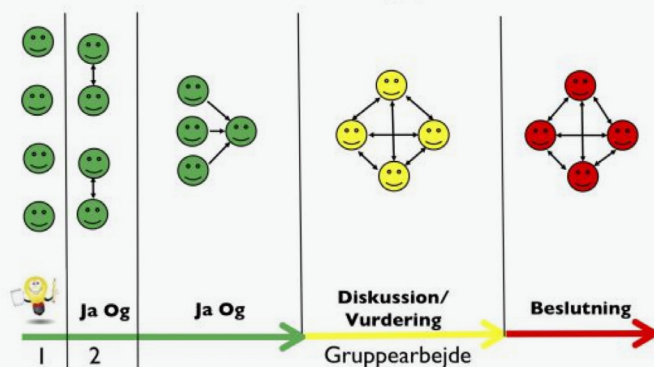 Ja Og
Ja Og
Diskussion/
Vurdering
Beslutning
1
2
Gruppearbejde